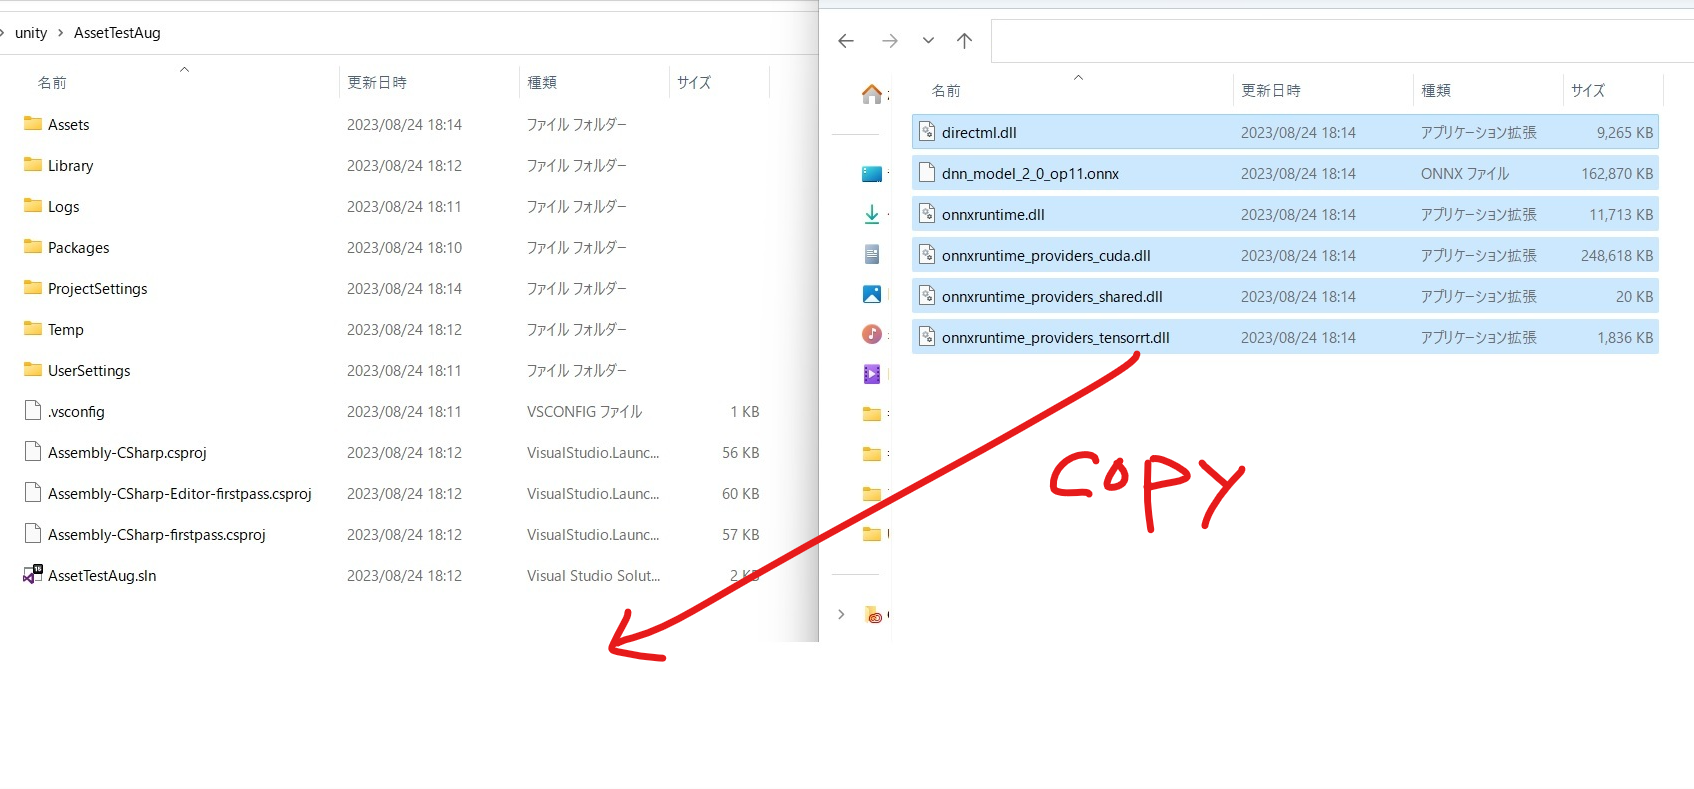 unity > AssetTestAug
名前 更新日時 種類 サイズ
Assets 2023/08/24 18:14 ファイル フォルダー
Library 2023/08/24 18:12 ファイル フォルダー
Logs 2023/08/24 18:11 ファイル フォルダー
Packages 2023/08/24 18:10 ファイル フォルダー
ProjectSettings 2023/08/24 18:14 ファイル フォルダー
Temp 2023/08/24 18:12 ファイル フォルダー
UserSettings 2023/08/24 18:11 ファイル フォルダー
.vsconfig 2023/08/24 18:11 VSCONFIG ファイル 1 KB
Assembly-CSharp.csproj 2023/08/24 18:12 VisualStudio.Launc... 56 KB
Assembly-CSharp-Editor-firstpass.csproj 2023/08/24 18:12 VisualStudio.Launc... 60 KB
Assembly-CSharp-firstpass.csproj 2023/08/24 18:12 VisualStudio.Launc... 57 KB
AssetTestAug.sln 2023/08/24 18:12 Visual Studio Solut... 2 KB
名前 更新日時 種類 サイズ
directml.dll 2023/08/24 18:14 アプリケーション拡張 9,265 KB
dnn_model_2_0_op11.onnx 2023/08/24 18:14 ONNX ファイル 162,870 KB
onnxruntime.dll 2023/08/24 18:14 アプリケーション拡張 11,713 KB
onnxruntime_providers_cuda.dll 2023/08/24 18:14 アプリケーション拡張 248,618 KB
onnxruntime_providers_shared.dll 2023/08/24 18:14 アプリケーション拡張 20 KB
onnxruntime_providers_tensorrt.dll 2023/08/24 18:14 アプリケーション拡張 1,836 KB
copy